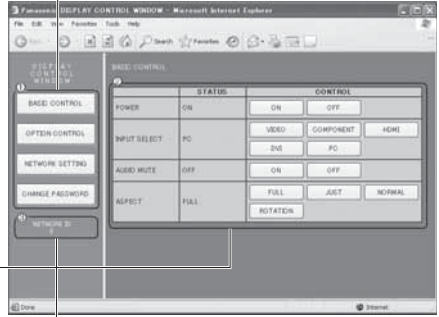 Panasonic DISPLAY CONTROL WINDOW - Microsoft Internet Explorer
File Edit View Favorites Tools Help
Search Favorites
DISPLAY CONTROL WINDOW
BASIC CONTROL
1
2
STATUS CONTROL
BASIC CONTROL
POWER ON ON OFF
OPTION CONTROL
INPUT SELECT PC VIDEO COMPONENT HDMI
DVI PC
NETWORK SETTING
AUDIO MUTE OFF ON OFF
CHANGE PASSWORD
ASPECT FULL FULL JUST NORMAL
ROTATION
3
NETWORK ID
Done Internet